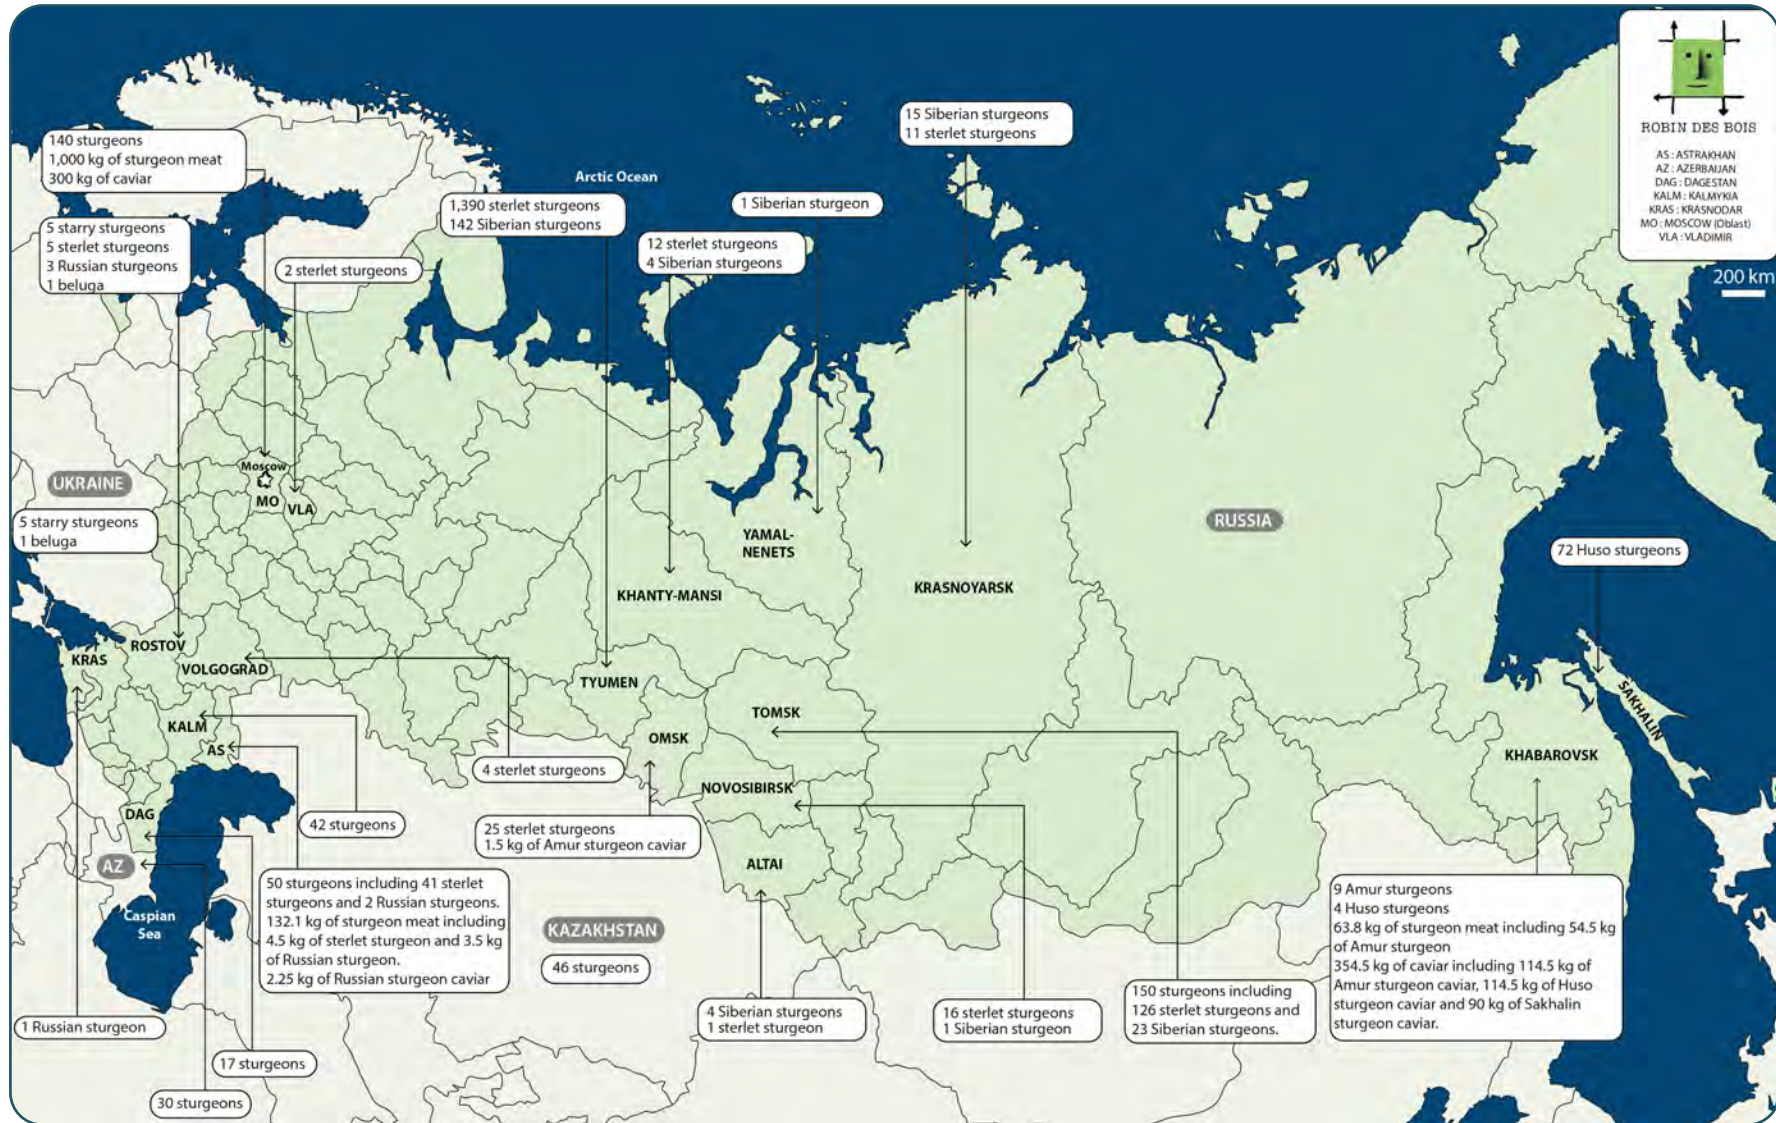 ROBIN DES BOIS
AS : ASTRAKHAN
AZ : AZERBAIJAN
DAG : DAGESTAN
KALM : KALMYKIA
KRAS : KRASNODAR
MO : MOSCOW (Oblast)
VLA : VLADIMIR
200 km
15 Siberian sturgeons
11 sterlet sturgeons
140 sturgeons
1,000 kg of sturgeon meat
300 kg of caviar
Arctic Ocean
1,390 sterlet sturgeons
142 Siberian sturgeons
1 Siberian sturgeon
5 starry sturgeons
5 sterlet sturgeons
3 Russian sturgeons
1 beluga
12 sterlet sturgeons
4 Siberian sturgeons
2 sterlet sturgeons
Moscow
MO
VLA
UKRAINE
5 starry sturgeons
1 beluga
YAMAL-
NENETS
RUSSIA
72 Huso sturgeons
KHANTY-MANSI
KRASNOYARSK
ROSTOV
KRAS
VOLGOGRAD
TYUMEN
TOMSK
SAKHALIN
KALM
AS
OMSK
KHABAROVSK
4 sterlet sturgeons
NOVOSIBIRSK
DAG
42 sturgeons
25 sterlet sturgeons
1.5 kg of Amur sturgeon caviar
ALTAI
AZ
50 sturgeons including 41 sterlet
sturgeons and 2 Russian sturgeons.
132.1 kg of sturgeon meat including
4.5 kg of sterlet sturgeon and 3.5 kg
of Russian sturgeon.
2.25 kg of Russian sturgeon caviar
Caspian
Sea
KAZAKHSTAN
46 sturgeons
9 Amur sturgeons
4 Huso sturgeons
63.8 kg of sturgeon meat including 54.5 kg
of Amur sturgeon
354.5 kg of caviar including 114.5 kg of
Amur sturgeon caviar, 114.5 kg of Huso
sturgeon caviar and 90 kg of Sakhalin
sturgeon caviar.
150 sturgeons including
126 sterlet sturgeons and
23 Siberian sturgeons.
4 Siberian sturgeons
1 sterlet sturgeon
16 sterlet sturgeons
1 Siberian sturgeon
1 Russian sturgeon
17 sturgeons
30 sturgeons